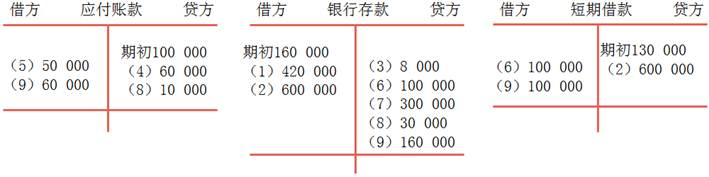 借方 应付账款 贷方
期初100 000
（5）50 000 （4）60 000
（9）60 000 （8）10 000
借方 银行存款 贷方
期初160 000
（1）420 000 （3）8 000
（2）600 000 （6）100 000
（7）300 000
（8）30 000
（9）160 000
借方 短期借款 贷方
期初130 000
（6）100 000 （2）600 000
（9）100 000